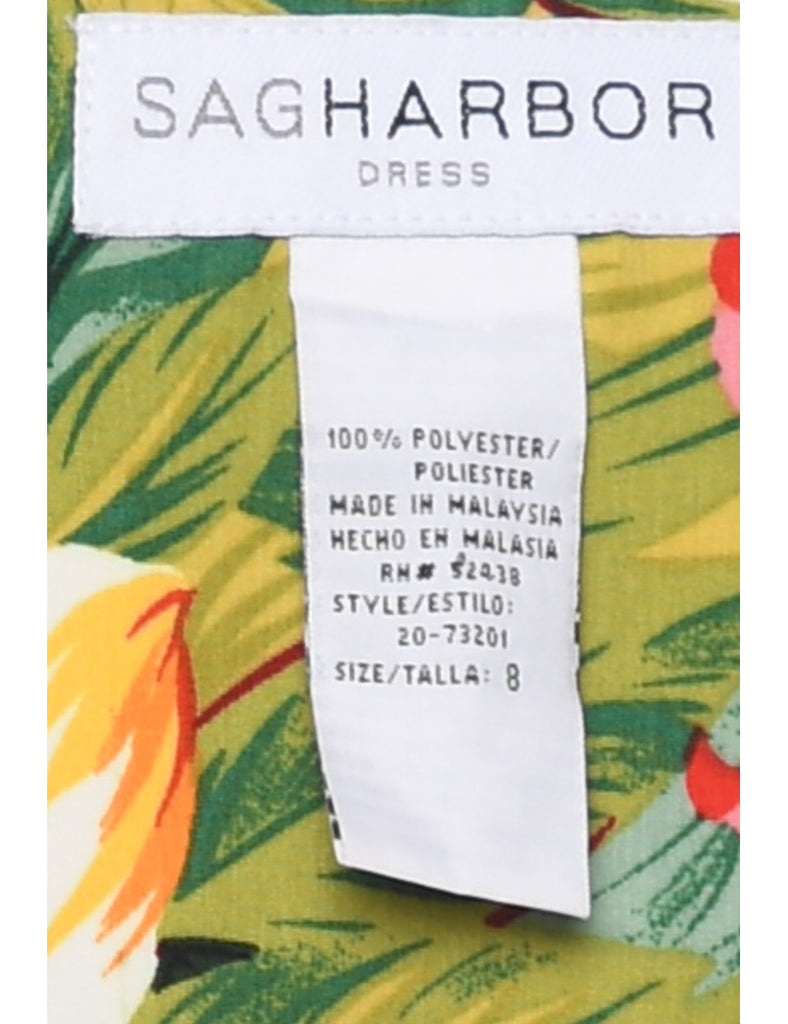 SAGHARBOR
DRESS
100% POLYESTER/
POLIESTER
MADE IN MALAYSIA
HECHO EN MALASIA
RN# 52438
STYLE/ESTILO:
20-73201
SIZE/TALLA: 8